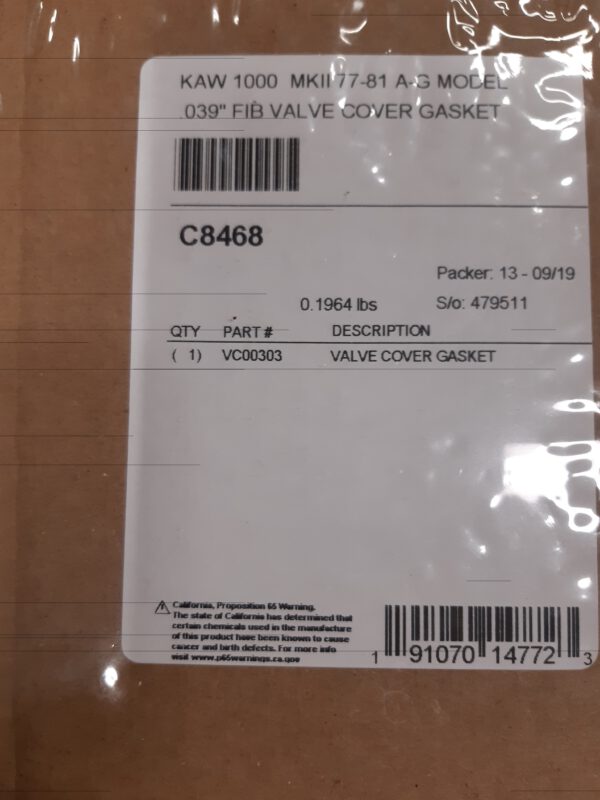 KAW 1000 MKII 77-81 A-G MODEL
.039" FIB VALVE COVER GASKET
C8468
Packer: 13 - 09/19
0.1964 lbs S/o: 479511
QTY PART # DESCRIPTION
( 1) VC00303 VALVE COVER GASKET
California, Proposition 65 Warning.
The state of California has determined that
certain chemicals used in the manufacture
of this product have been known to cause
cancer and birth defects. For more info
visit www.p65warnings.ca.gov
1 91070 14772 3